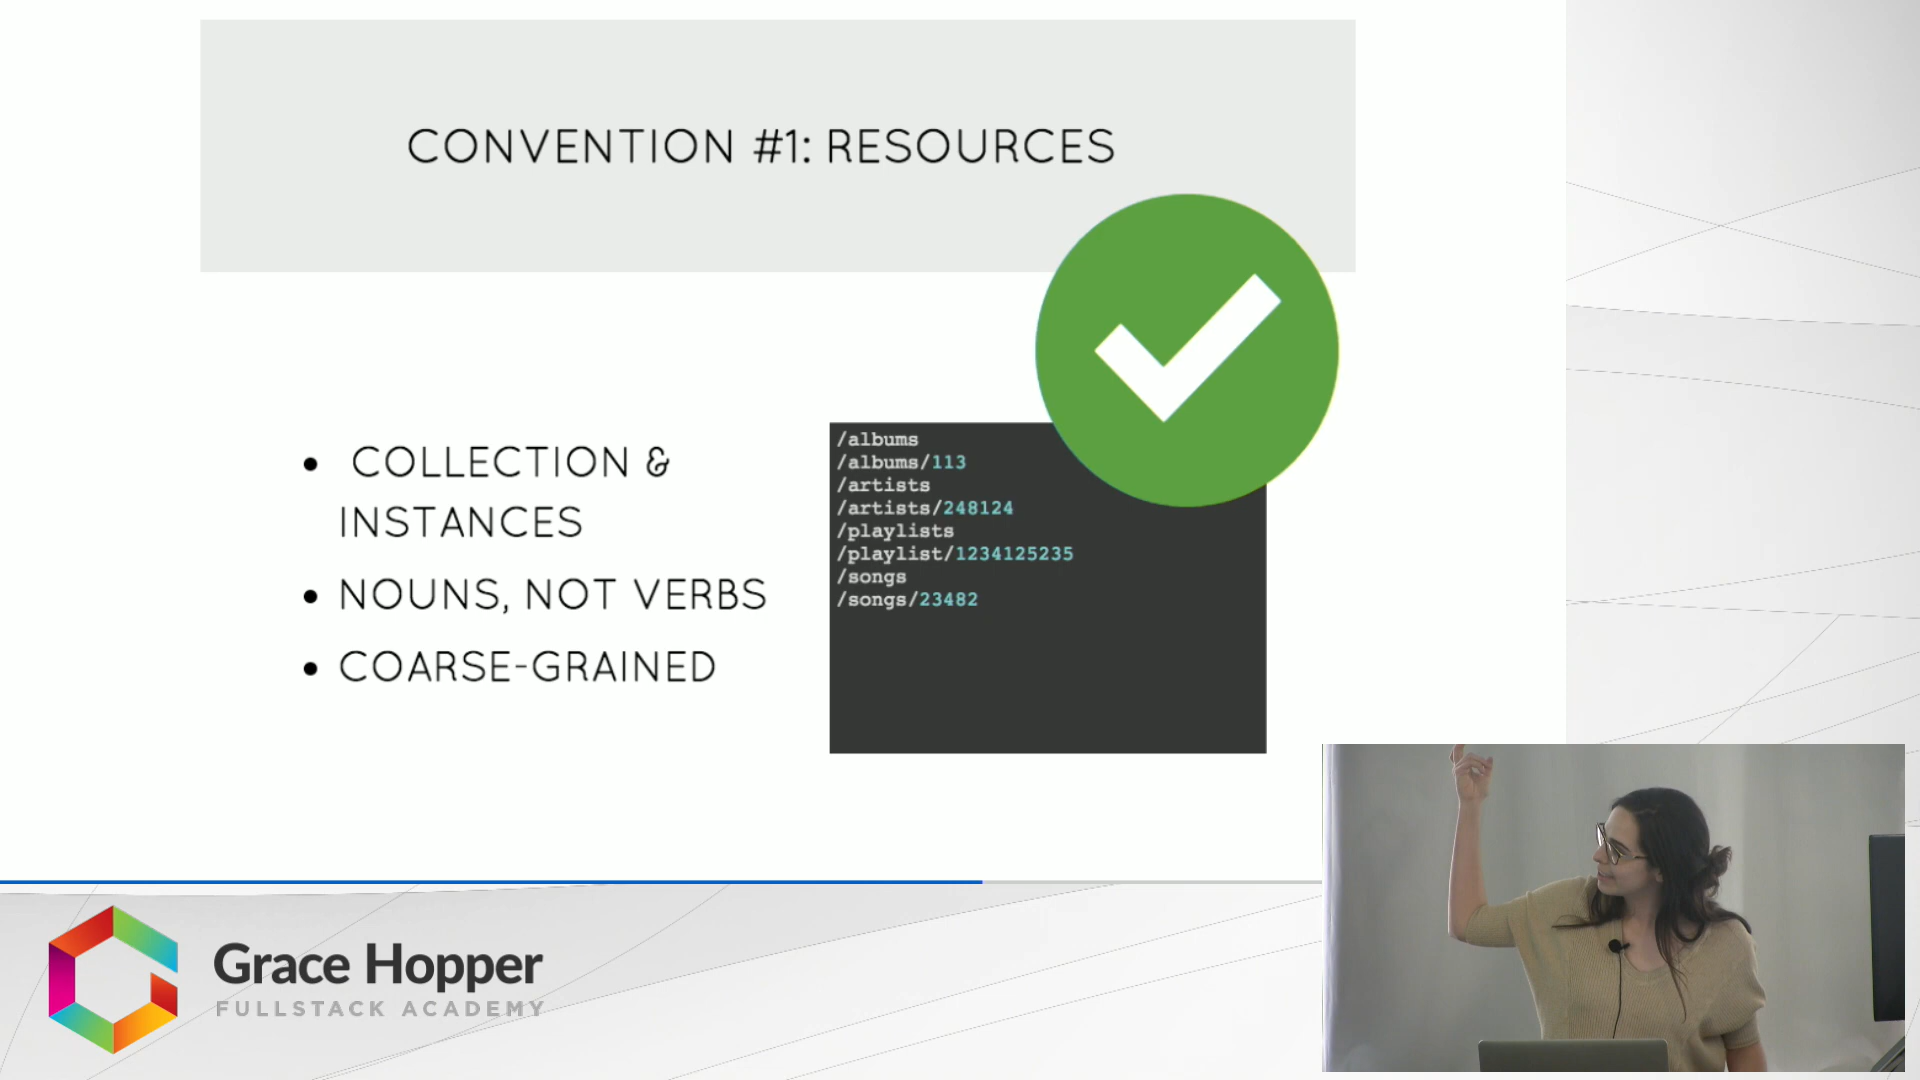 CONVENTION #1: RESOURCES
• COLLECTION &
INSTANCES
• NOUNS, NOT VERBS
• COARSE-GRAINED
/albums
/albums/113
/artists
/artists/248124
/playlists
/playlist/1234125235
/songs
/songs/23482
Grace Hopper
FULLSTACK ACADEMY